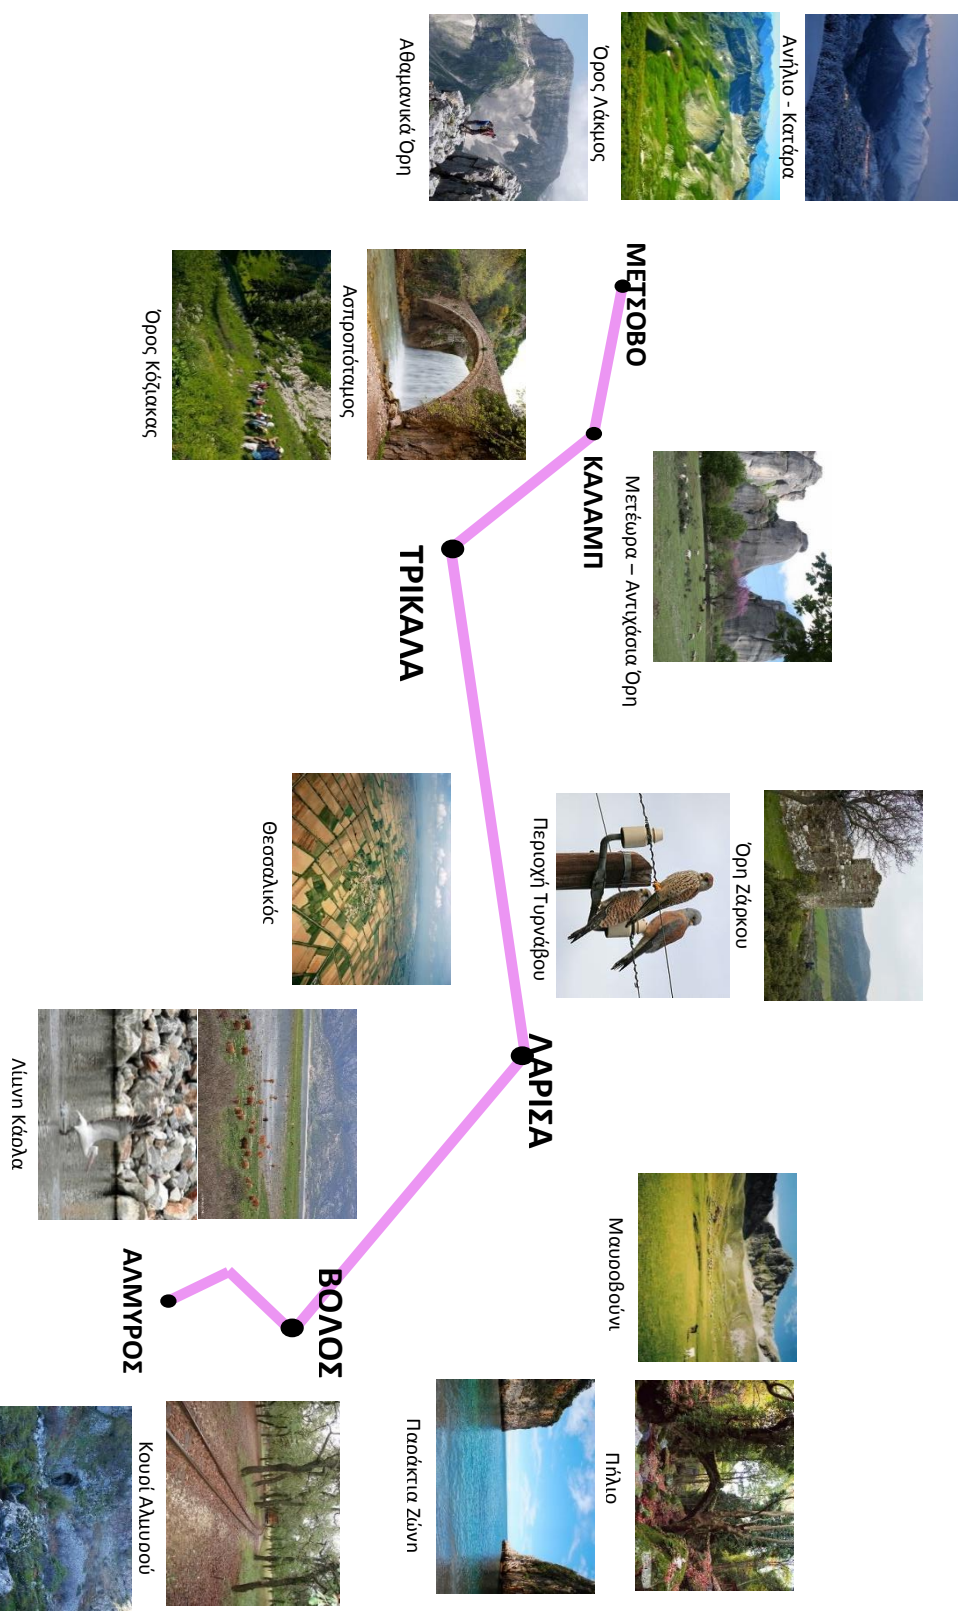 Ανήλιο - Κατάρα
Όρος Λάκμος
Αθαμανικά Όρη
ΜΕΤΣΟΒΟ
Ασπροπόταμος
Όρος Κόζιακας
ΚΑΛΑΜΠ
Μετέωρα – Αντιχάσια Όρη
ΤΡΙΚΑΛΑ
Όρη Ζάρκου
Περιοχή Τυρνάβου
Θεσσαλικός
ΛΑΡΙΣΑ
Λίμνη Κάρλα
Μαυροβούνι
ΒΟΛΟΣ
ΑΛΜΥΡΟΣ
Πήλιο
Παράκτια Ζώνη
Κουρί Αλμυρού